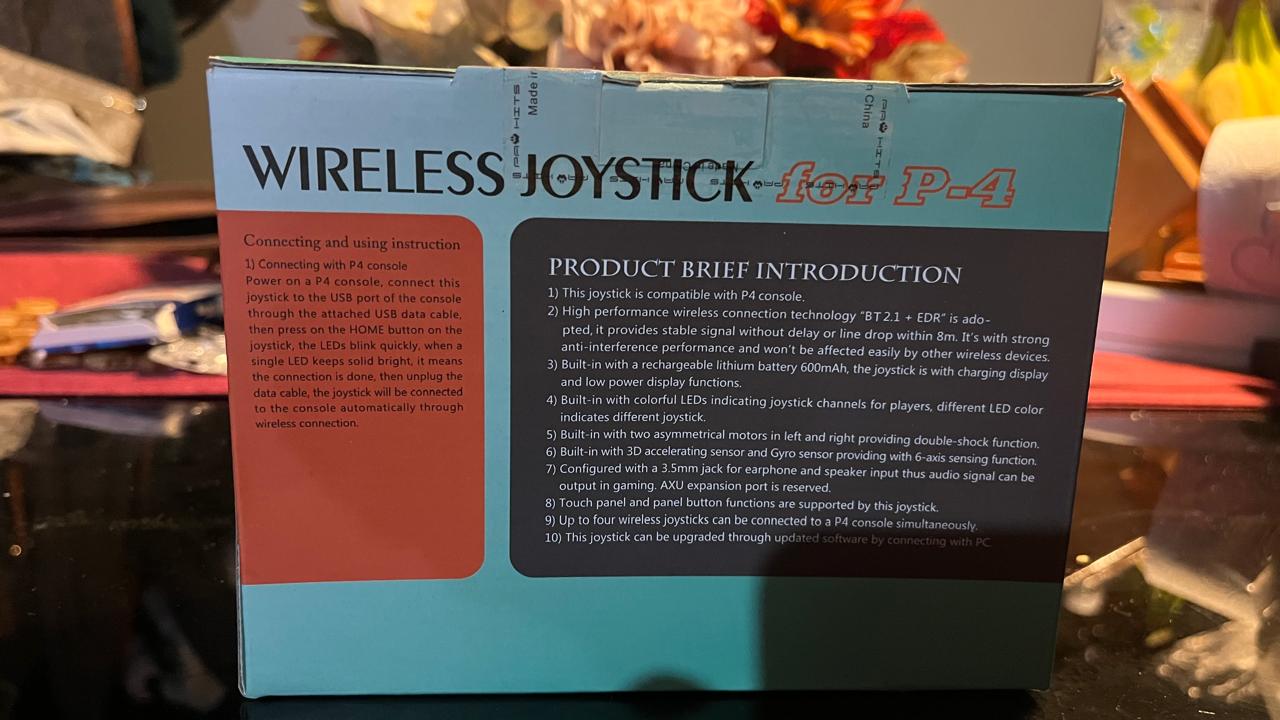 Made in
n China
WIRELESS JOYSTICK for P-4
Connecting and using instruction
1) Connecting with P4 console
Power on a P4 console, connect this
joystick to the USB port of the console
through the attached USB data cable,
then press on the HOME button on the
joystick, the LEDs blink quickly, when a
single LED keeps solid bright, it means
the connection is done, then unplug the
data cable, the joystick will be connected
to the console automatically through
wireless connection.
PRODUCT BRIEF INTRODUCTION
1) This joystick is compatible with P4 console.
2) High performance wireless connection technology “BT 2.1 + EDR” is ado-
pted, it provides stable signal without delay or line drop within 8m. It’s with strong
anti-interference performance and won’t be affected easily by other wireless devices.
3) Built-in with a rechargeable lithium battery 600mAh, the joystick is with charging display
and low power display functions.
4) Built-in with colorful LEDs indicating joystick channels for players, different LED color
indicates different joystick.
5) Built-in with two asymmetrical motors in left and right providing double-shock function.
6) Built-in with 3D accelerating sensor and Gyro sensor providing with 6-axis sensing function.
7) Configured with a 3.5mm jack for earphone and speaker input thus audio signal can be
output in gaming. AXU expansion port is reserved.
8) Touch panel and panel button functions are supported by this joystick.
9) Up to four wireless joysticks can be connected to a P4 console simultaneously.
10) This joystick can be upgraded through updated software by connecting with PC.